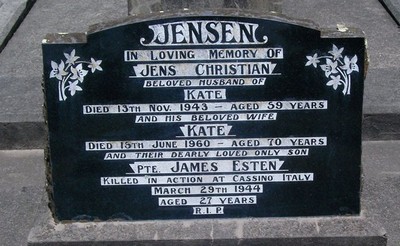 JENSEN
IN LOVING MEMORY OF
JENS CHRISTIAN
BELOVED HUSBAND OF
KATE
DIED 13TH NOV. 1943 - AGED 59 YEARS
AND HIS BELOVED WIFE
KATE
DIED 15TH JUNE 1960 - AGED 70 YEARS
AND THEIR DEARLY LOVED ONLY SON
PTE. JAMES ESTEN
KILLED IN ACTION AT CASSINO ITALY
MARCH 29TH 1944
AGED 27 YEARS
R.I.P.